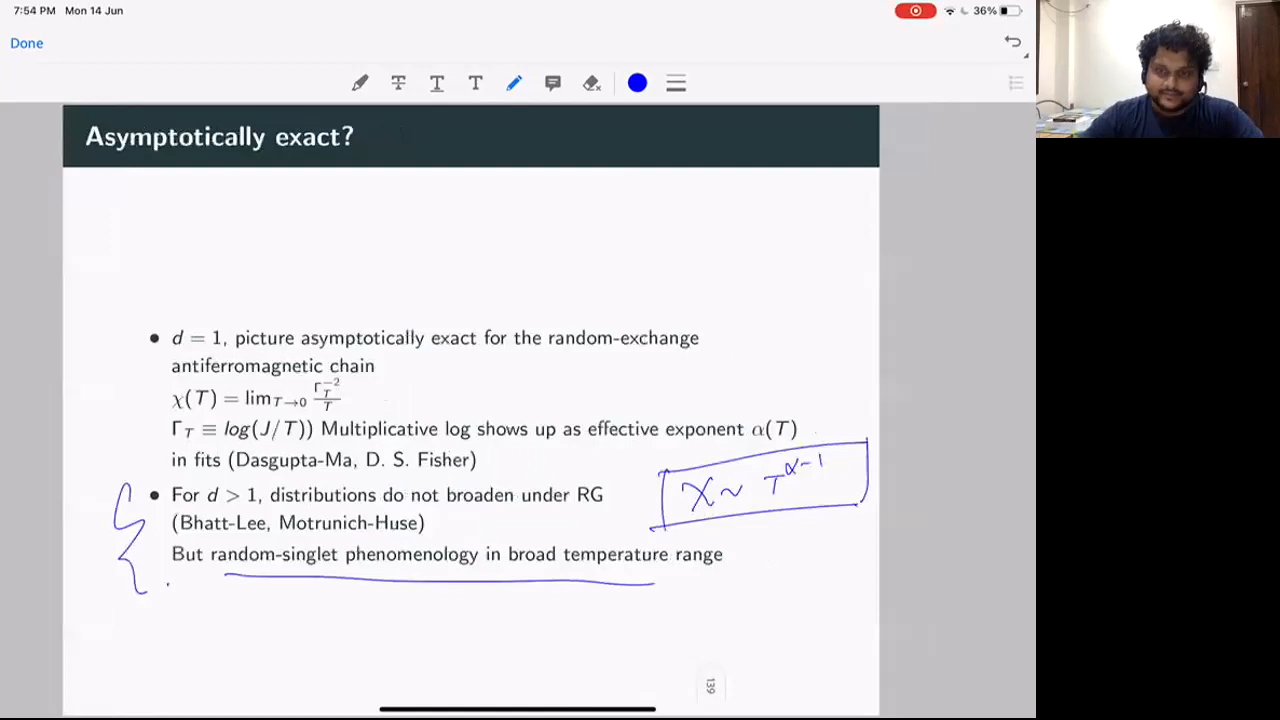 7:54 PM Mon 14 Jun
36%
Done
Asymptotically exact?
• d = 1, picture asymptotically exact for the random-exchange
antiferromagnetic chain
χ(T) = lim_{T→0} Γ_T^{-2}/T
Γ_T ≡ log(J/T)) Multiplicative log shows up as effective exponent α(T)
in fits (Dasgupta-Ma, D. S. Fisher)
χ ~ T^{α-1}
• For d > 1, distributions do not broaden under RG
(Bhatt-Lee, Motrunich-Huse)
But random-singlet phenomenology in broad temperature range
139